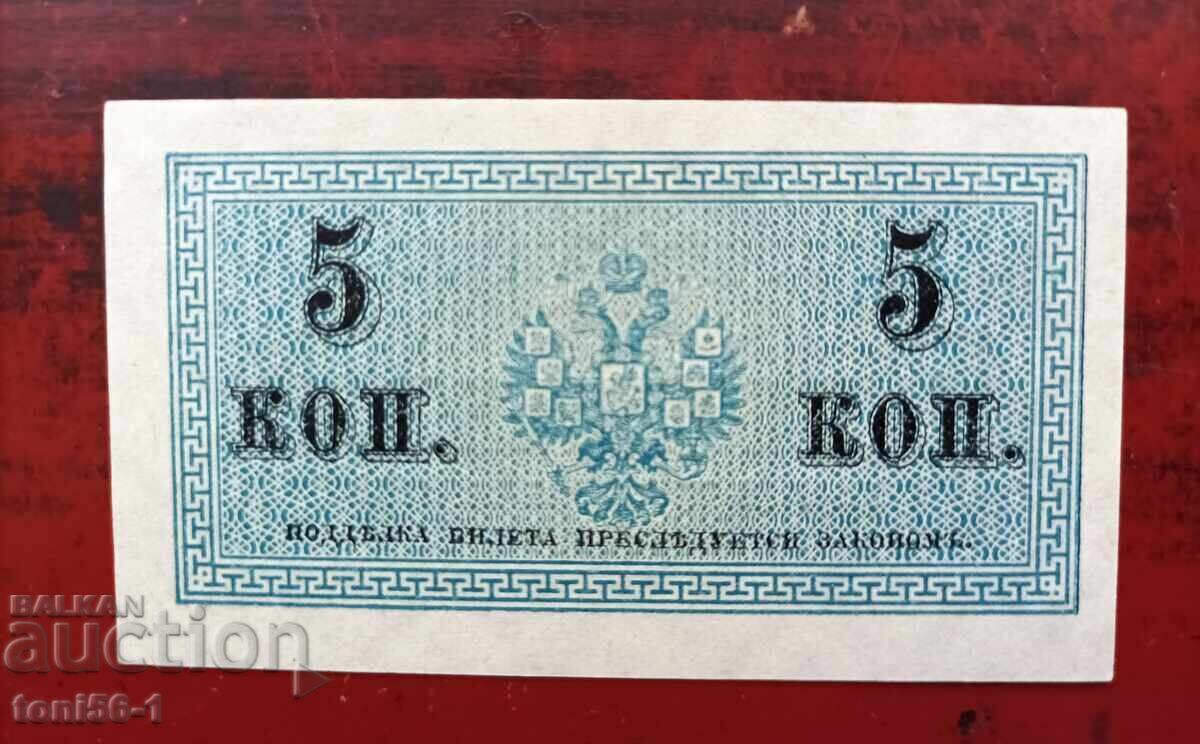 5 5
КОП. КОП.
ПОДДѢЛКА БИЛЕТА ПРЕСЛѢДУЕТСЯ ЗАКОНОМЪ.
BALKAN
auction
toni56-1